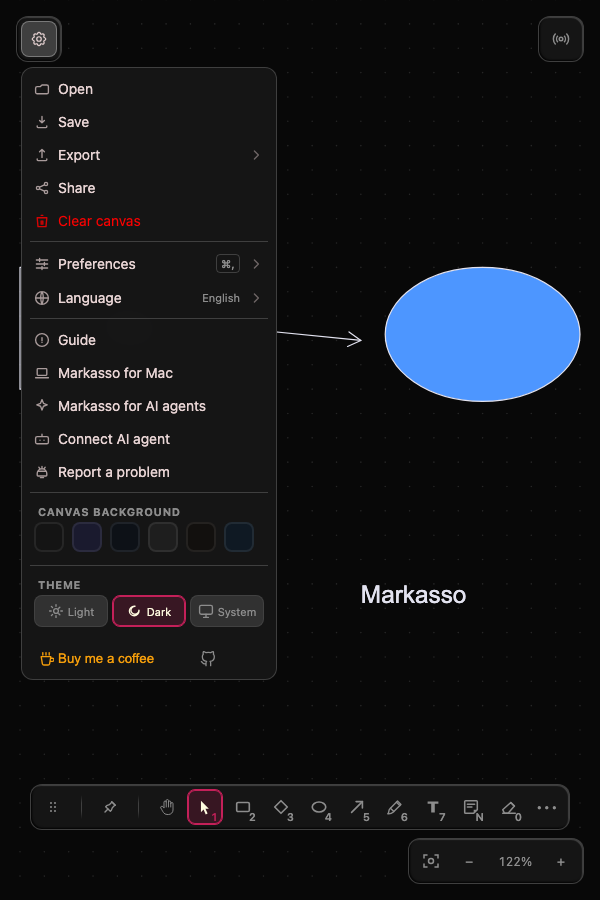 Open
Save
Export
Share
Clear canvas
Preferences ⌘,
Language English
Guide
Markasso for Mac
Markasso for AI agents
Connect AI agent
Report a problem
CANVAS BACKGROUND
THEME
Light Dark System
Buy me a coffee
Markasso
1 2 3 4 5 6 T 7 N 0
− 122% +